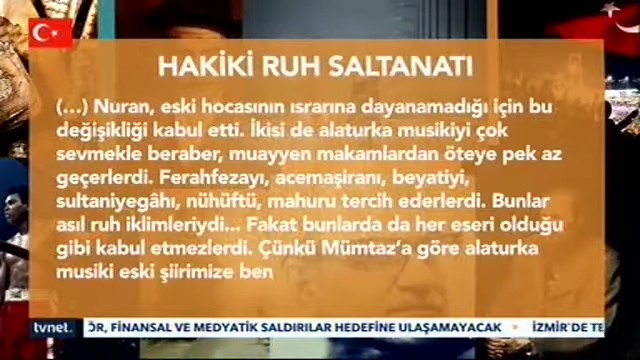 HAKİKİ RUH SALTANATI
(...) Nuran, eski hocasının ısrarına dayanamadığı için bu
değişikliği kabul etti. İkisi de alaturka musikiyi çok
sevmekle beraber, muayyen makamlardan öteye pek az
geçerlerdi. Ferahfezayı, acemaşiranı, beyatiyi,
sultaniyegâhı, nühüftü, mahuru tercih ederlerdi. Bunlar
asıl ruh iklimleriydi... Fakat bunlarda da her eseri olduğu
gibi kabul etmezlerdi. Çünkü Mümtaz'a göre alaturka
musiki eski şiirimize ben
tvnet. ÖR, FİNANSAL VE MEDYATİK SALDIRILAR HEDEFİNE ULAŞAMAYACAK İZMİR'DE TE